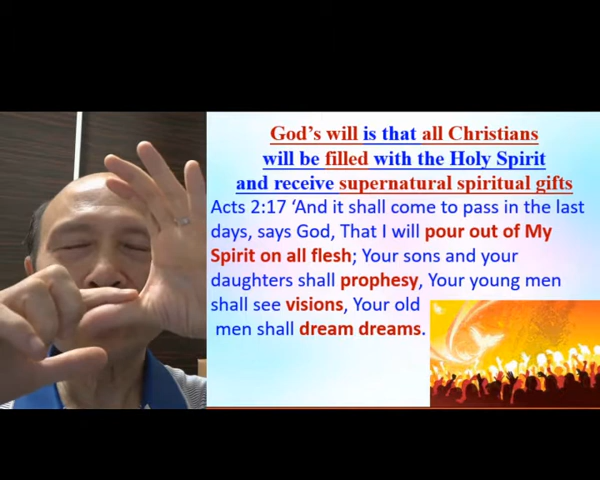 God's will is that all Christians
will be filled with the Holy Spirit
and receive supernatural spiritual gifts
Acts 2:17 ‘And it shall come to pass in the last
days, says God, That I will pour out of My
Spirit on all flesh; Your sons and your
daughters shall prophesy, Your young men
shall see visions, Your old
men shall dream dreams.